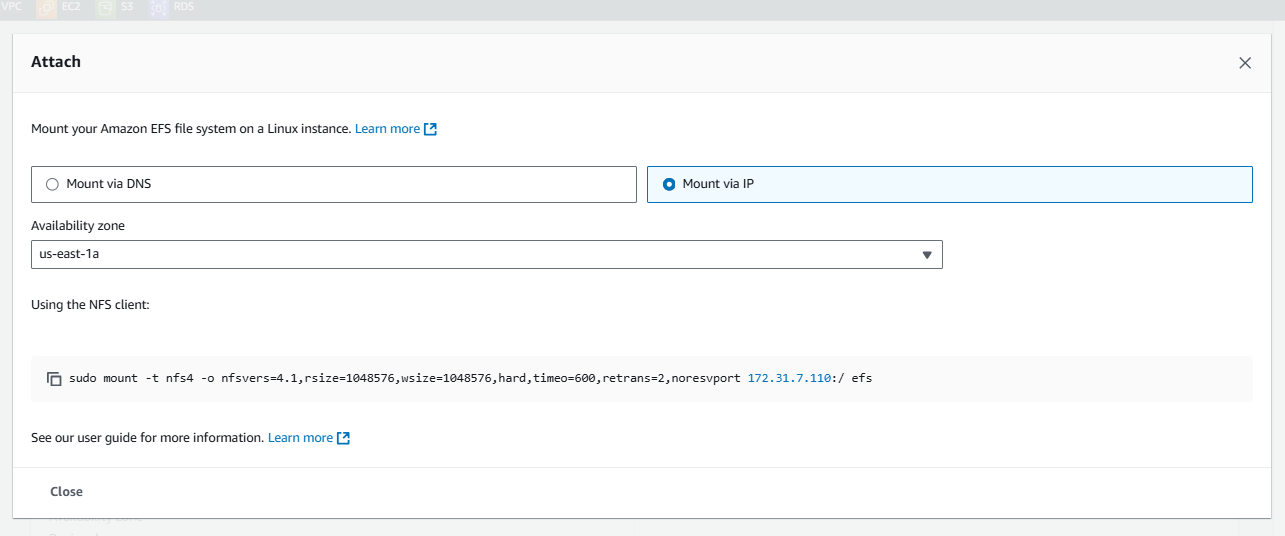 VPC EC2 S3 RDS
Attach
Mount your Amazon EFS file system on a Linux instance. Learn more
Mount via DNS
Mount via IP
Availability zone
us-east-1a
Using the NFS client:
sudo mount -t nfs4 -o nfsvers=4.1,rsize=1048576,wsize=1048576,hard,timeo=600,retrans=2,noresvport 172.31.7.110:/ efs
See our user guide for more information. Learn more
Close